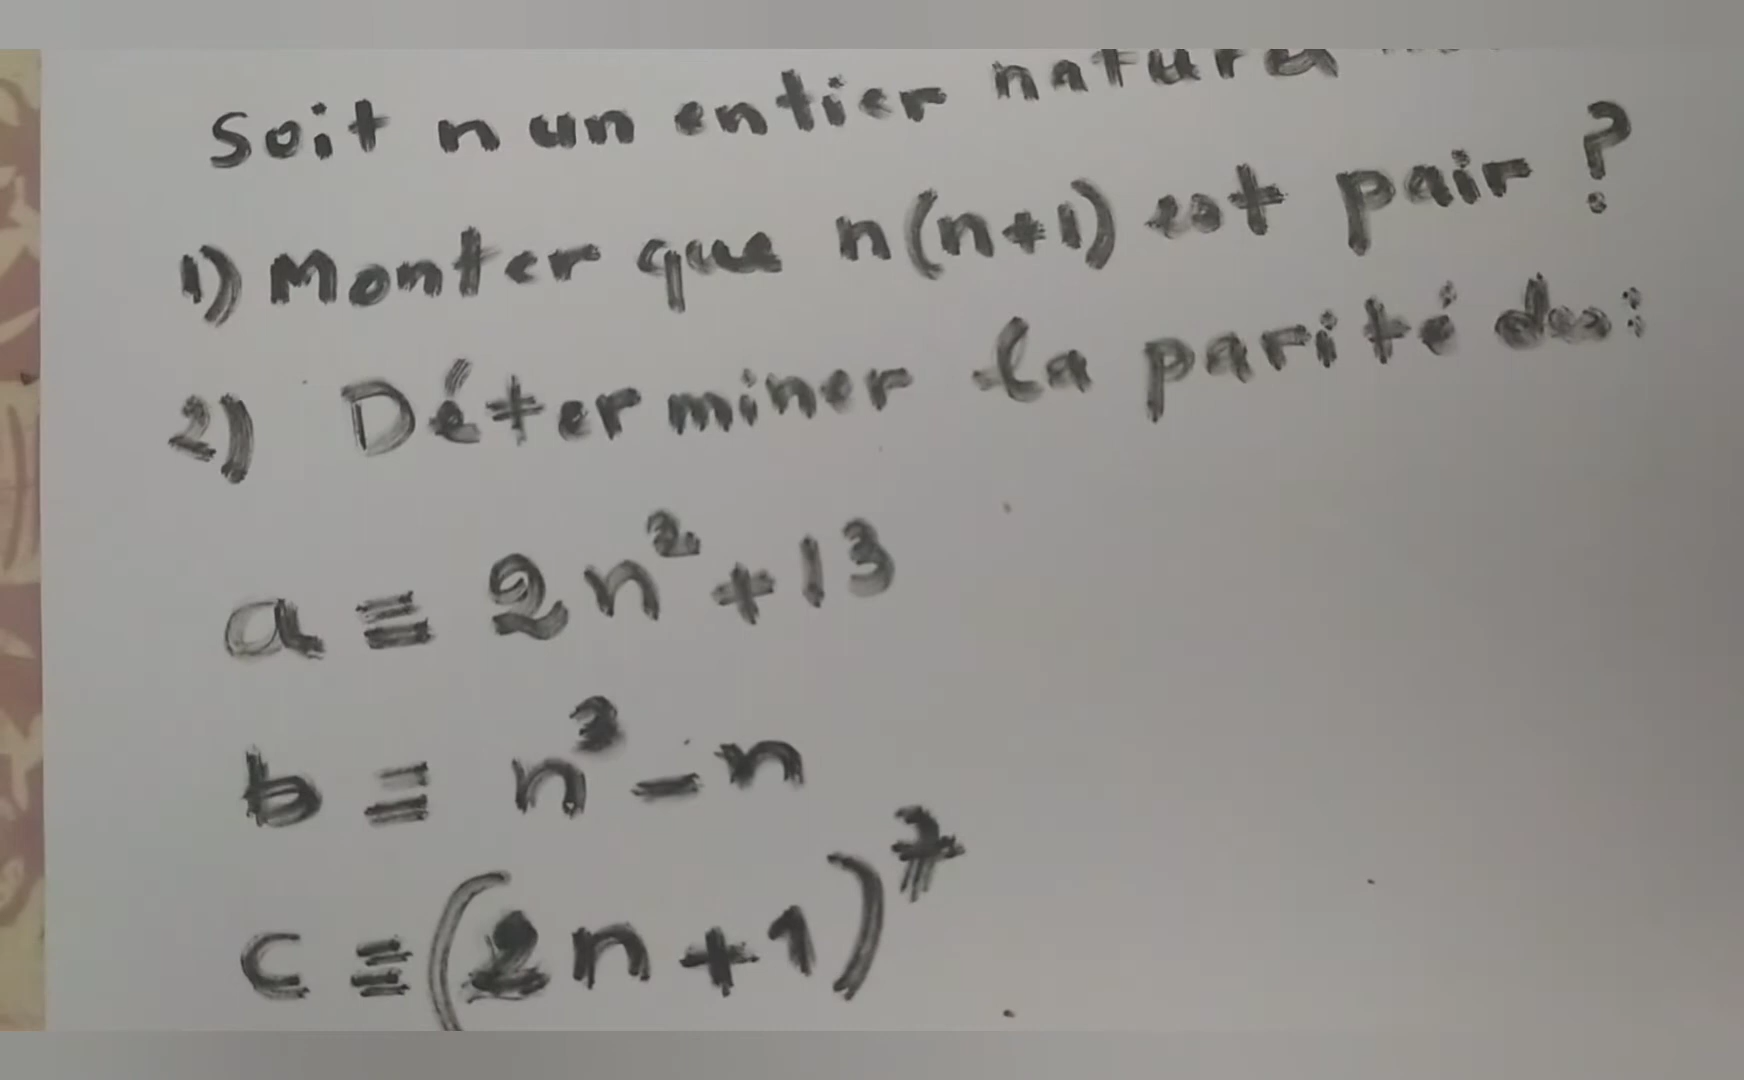 Soit n un entier naturel
1) Monter que n(n+1) est pair ?
2) Déterminer la parité des:
a = 2n²+13
b = n³-n
c = (2n+1)⁷